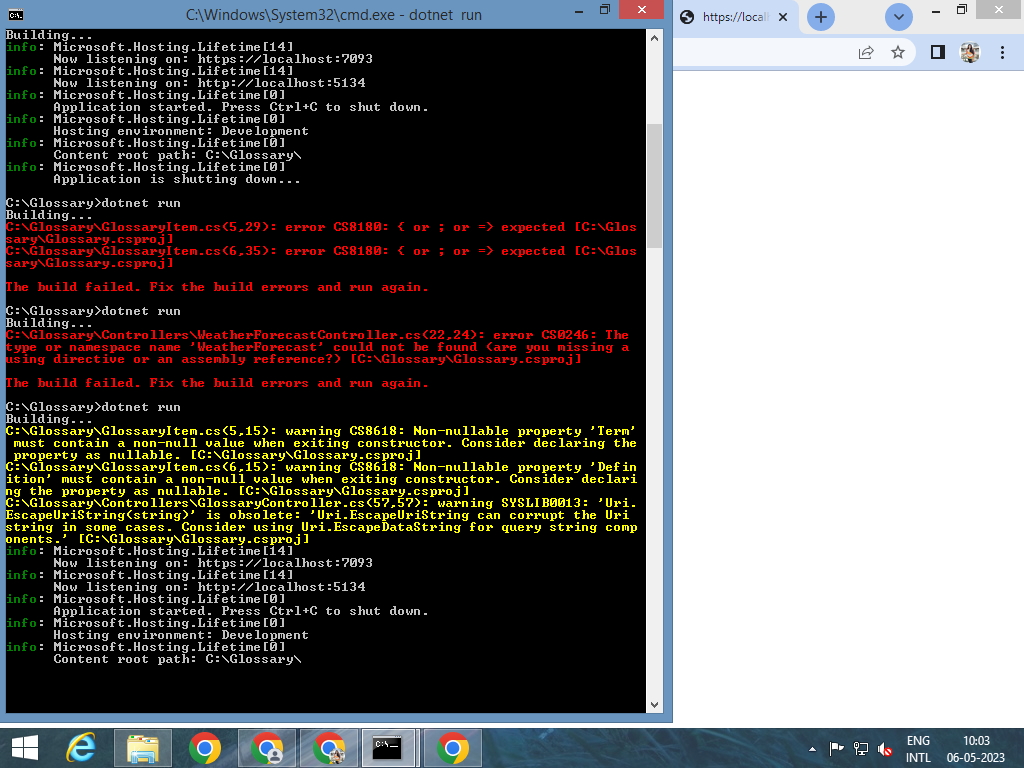 C:\Windows\System32\cmd.exe - dotnet run
Building...
info: Microsoft.Hosting.Lifetime[14]
Now listening on: https://localhost:7093
info: Microsoft.Hosting.Lifetime[14]
Now listening on: http://localhost:5134
info: Microsoft.Hosting.Lifetime[0]
Application started. Press Ctrl+C to shut down.
info: Microsoft.Hosting.Lifetime[0]
Hosting environment: Development
info: Microsoft.Hosting.Lifetime[0]
Content root path: C:\Glossary\
info: Microsoft.Hosting.Lifetime[0]
Application is shutting down...
C:\Glossary>dotnet run
Building...
C:\Glossary\GlossaryItem.cs(5,29): error CS8180: { or ; or => expected [C:\Glos
sary\Glossary.csproj]
C:\Glossary\GlossaryItem.cs(6,35): error CS8180: { or ; or => expected [C:\Glos
sary\Glossary.csproj]
The build failed. Fix the build errors and run again.
C:\Glossary>dotnet run
Building...
C:\Glossary\Controllers\WeatherForecastController.cs(22,24): error CS0246: The
type or namespace name 'WeatherForecast' could not be found (are you missing a
using directive or an assembly reference?) [C:\Glossary\Glossary.csproj]
The build failed. Fix the build errors and run again.
C:\Glossary>dotnet run
Building...
C:\Glossary\GlossaryItem.cs(5,15): warning CS8618: Non-nullable property 'Term'
must contain a non-null value when exiting constructor. Consider declaring the
property as nullable. [C:\Glossary\Glossary.csproj]
C:\Glossary\GlossaryItem.cs(6,15): warning CS8618: Non-nullable property 'Defin
ition' must contain a non-null value when exiting constructor. Consider declari
ng the property as nullable. [C:\Glossary\Glossary.csproj]
C:\Glossary\Controllers\GlossaryController.cs(57,57): warning SYSLIB0013: 'Uri.
EscapeUriString(string)' is obsolete: 'Uri.EscapeUriString can corrupt the Uri
string in some cases. Consider using Uri.EscapeDataString for query string comp
onents.' [C:\Glossary\Glossary.csproj]
info: Microsoft.Hosting.Lifetime[14]
Now listening on: https://localhost:7093
info: Microsoft.Hosting.Lifetime[14]
Now listening on: http://localhost:5134
info: Microsoft.Hosting.Lifetime[0]
Application started. Press Ctrl+C to shut down.
info: Microsoft.Hosting.Lifetime[0]
Hosting environment: Development
info: Microsoft.Hosting.Lifetime[0]
Content root path: C:\Glossary\
https://local
ENG
INTL
10:03
06-05-2023